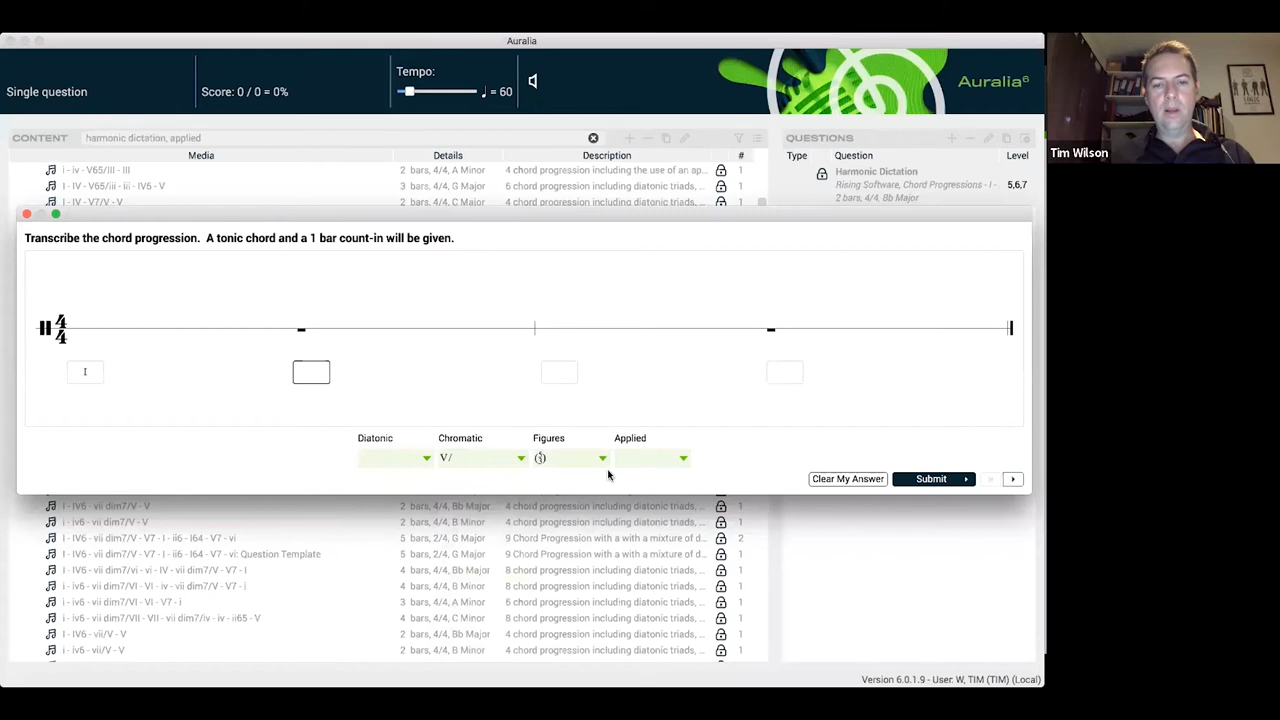 Auralia
Single question
Score: 0 / 0 = 0%
Tempo:
= 60
Auralia6
Tim Wilson
CONTENT
harmonic dictation, applied
QUESTIONS
Media Details Description #
Type Question Level
i - iv - V65/III - III 2 bars, 4/4, A Minor 4 chord progression including the use of an ap... 1
I - IV - V65/iii - iii - IV6 - V 3 bars, 4/4, G Major 6 chord progression including diatonic triads, ... 1
I - IV - V7/V - V 2 bars, 4/4, G Major 4 chord progression including diatonic triads, ... 1
Harmonic Dictation
Rising Software, Chord Progressions - I - 5,6,7
2 bars, 4/4, Bb Major
Transcribe the chord progression. A tonic chord and a 1 bar count-in will be given.
4
4
I
Diatonic Chromatic Figures Applied
V/ (5/3)
Clear My Answer Submit
I - IV6 - vii dim7/V - V 2 bars, 4/4, Bb Major 4 chord progression including diatonic triads, ... 1
i - iv6 - vii dim7/V - V 2 bars, 4/4, B Minor 4 chord progression including diatonic triads, ... 1
I - IV6 - vii dim7/V - V7 - I - ii6 - I64 - V7 - vi 5 bars, 2/4, G Major 9 Chord Progression with a with a mixture of d... 2
I - IV6 - vii dim7/V - V7 - I - ii6 - I64 - V7 - vi: Question Template 5 bars, 2/4, G Major 9 Chord Progression with a with a mixture of d... 1
I - IV6 - vii dim7/vi - vi - IV - vii dim7 - V7 - I 4 bars, 4/4, Bb Major 8 chord progression including diatonic triads, ... 1
i - iv6 - vii dim7/VI - iv - vii dim7 - V7 - i 4 bars, 4/4, B Minor 8 chord progression including diatonic triads, ... 1
i - iv6 - vii dim7/VI - VI - V7 - i 3 bars, 4/4, A Minor 6 chord progression including diatonic triads, ... 1
i - iv6 - vii dim7/VII - VII - vii dim7/iv - iv - ii65 - V 4 bars, 4/4, C Minor 8 chord progression including diatonic triads, ... 1
I - IV6 - vii/V - V 2 bars, 4/4, Bb Major 4 chord progression including diatonic triads, ... 1
i - iv6 - vii/V - V 2 bars, 4/4, B Minor 4 chord progression including diatonic triads, ... 1
Version 6.0.1.9 - User: W, TIM (TIM) (Local)